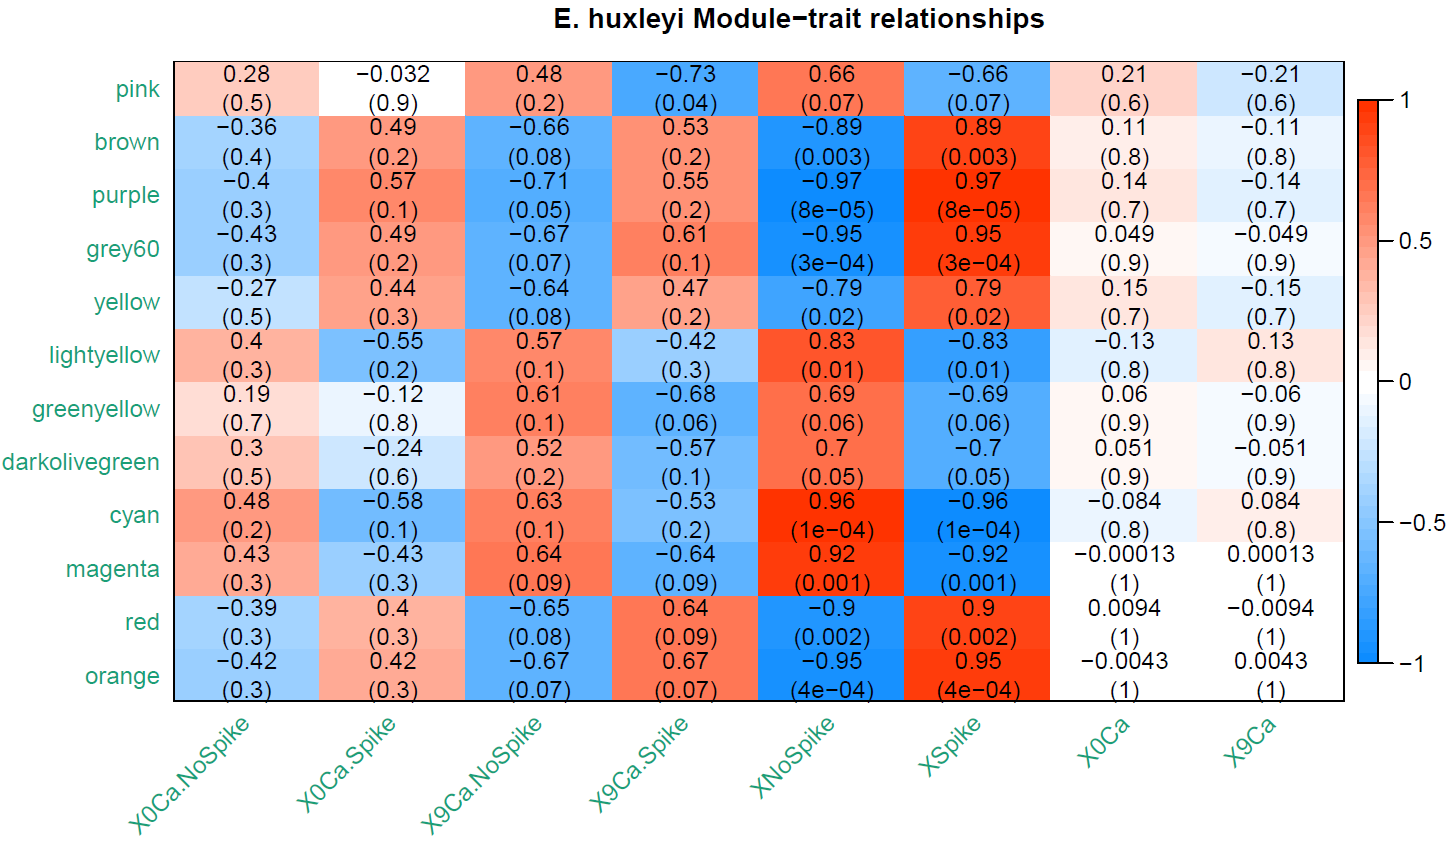 E. huxleyi Module−trait relationships
pink 0.28 −0.032 0.48 −0.73 0.66 −0.66 0.21 −0.21
(0.5) (0.9) (0.2) (0.04) (0.07) (0.07) (0.6) (0.6)
brown −0.36 0.49 −0.66 0.53 −0.89 0.89 0.11 −0.11
(0.4) (0.2) (0.08) (0.2) (0.003) (0.003) (0.8) (0.8)
purple −0.4 0.57 −0.71 0.55 −0.97 0.97 0.14 −0.14
(0.3) (0.1) (0.05) (0.2) (8e−05) (8e−05) (0.7) (0.7)
grey60 −0.43 0.49 −0.67 0.61 −0.95 0.95 0.049 −0.049
(0.3) (0.2) (0.07) (0.1) (3e−04) (3e−04) (0.9) (0.9)
yellow −0.27 0.44 −0.64 0.47 −0.79 0.79 0.15 −0.15
(0.5) (0.3) (0.08) (0.2) (0.02) (0.02) (0.7) (0.7)
lightyellow 0.4 −0.55 0.57 −0.42 0.83 −0.83 −0.13 0.13
(0.3) (0.2) (0.1) (0.3) (0.01) (0.01) (0.8) (0.8)
greenyellow 0.19 −0.12 0.61 −0.68 0.69 −0.69 0.06 −0.06
(0.7) (0.8) (0.1) (0.06) (0.06) (0.06) (0.9) (0.9)
darkolivegreen 0.3 −0.24 0.52 −0.57 0.7 −0.7 0.051 −0.051
(0.5) (0.6) (0.2) (0.1) (0.05) (0.05) (0.9) (0.9)
cyan 0.48 −0.58 0.63 −0.53 0.96 −0.96 −0.084 0.084
(0.2) (0.1) (0.1) (0.2) (1e−04) (1e−04) (0.8) (0.8)
magenta 0.43 −0.43 0.64 −0.64 0.92 −0.92 −0.00013 0.00013
(0.3) (0.3) (0.09) (0.09) (0.001) (0.001) (1) (1)
red −0.39 0.4 −0.65 0.64 −0.9 0.9 0.0094 −0.0094
(0.3) (0.3) (0.08) (0.09) (0.002) (0.002) (1) (1)
orange −0.42 0.42 −0.67 0.67 −0.95 0.95 −0.0043 0.0043
(0.3) (0.3) (0.07) (0.07) (4e−04) (4e−04) (1) (1)
X0Ca.NoSpike
X0Ca.Spike
X9Ca.NoSpike
X9Ca.Spike
XNoSpike
XSpike
X0Ca
X9Ca
1
0.5
0
−0.5
−1